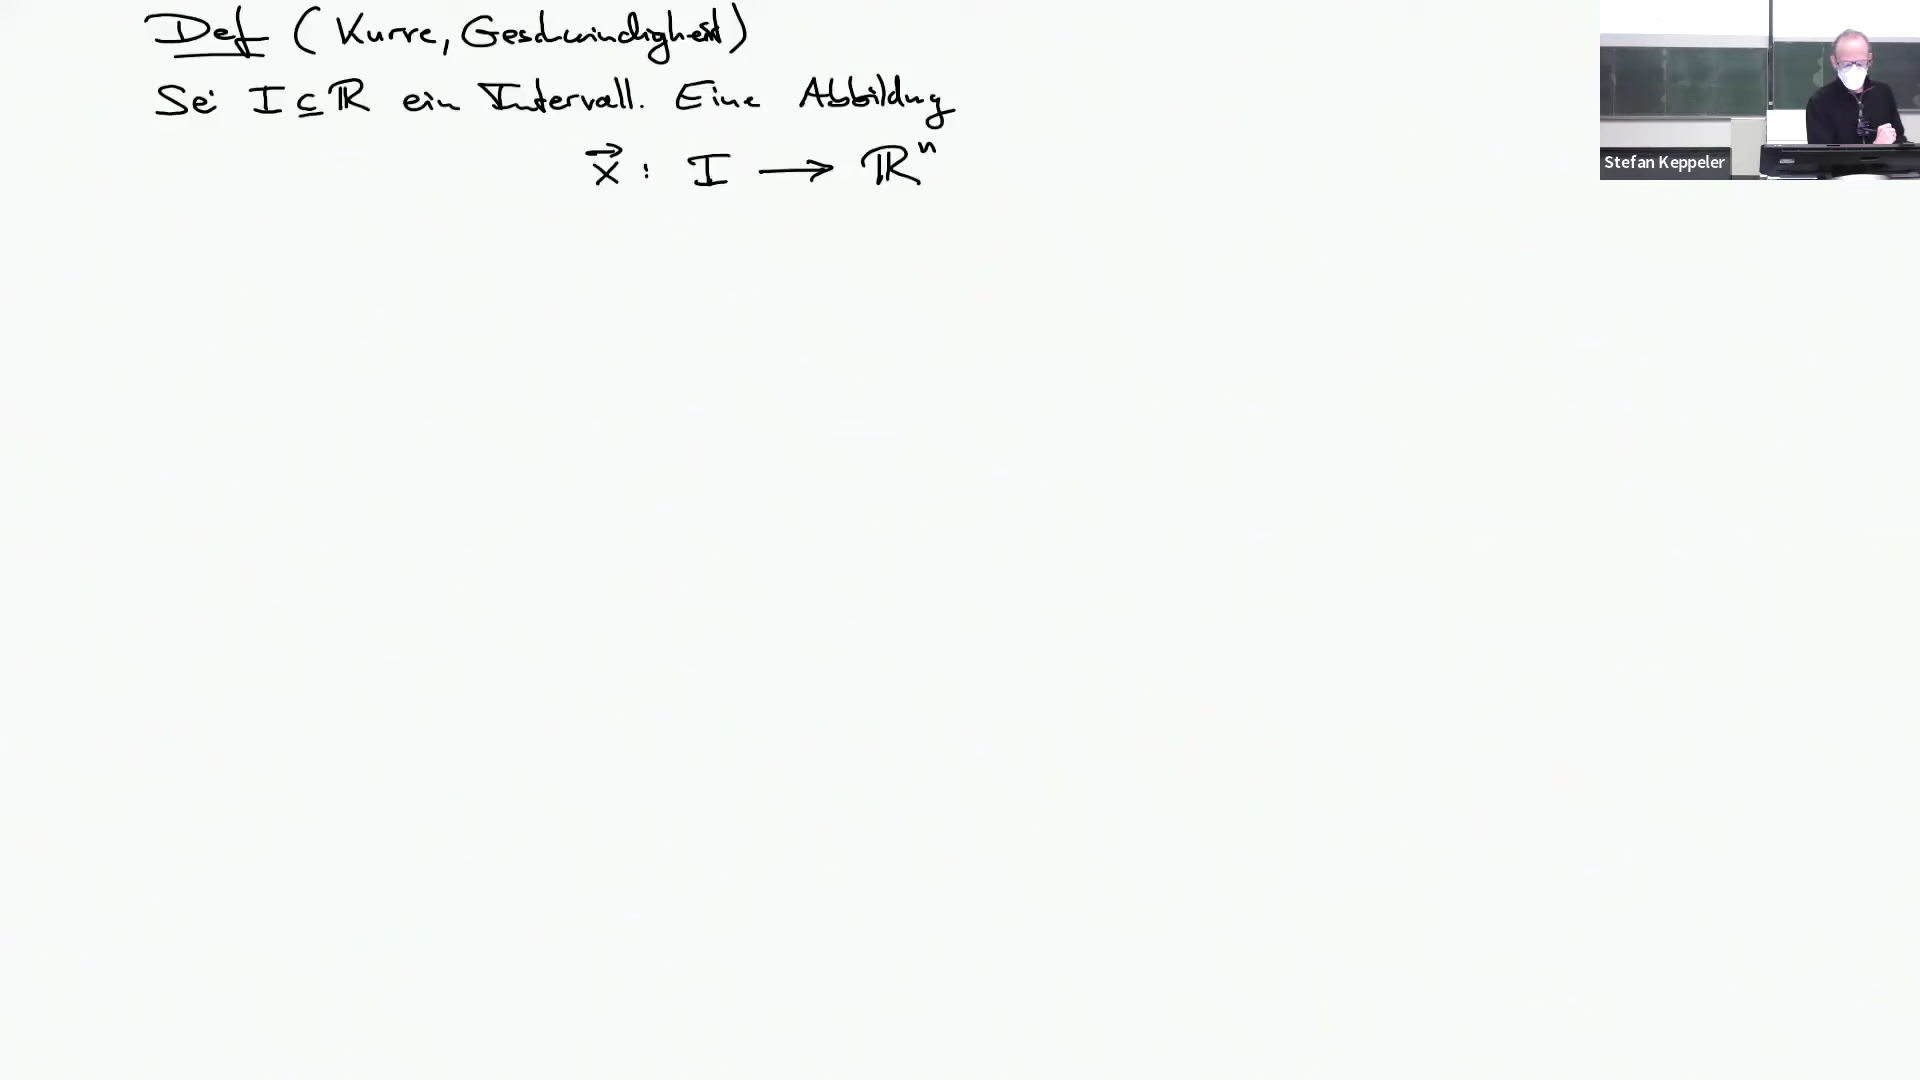 Def (Kurve, Geschwindigkeit)
Sei I ⊆ ℝ ein Intervall. Eine Abbildung
x⃗ : I ⟶ ℝⁿ
Stefan Keppeler